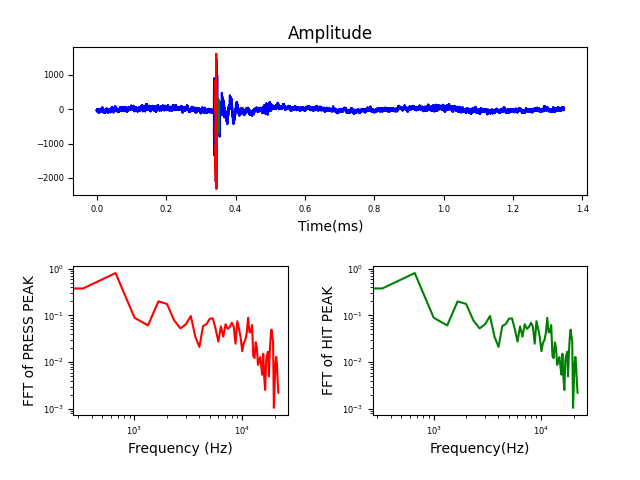 Amplitude
1000
0
−1000
−2000
0.0 0.2 0.4 0.6 0.8 1.0 1.2 1.4
Time(ms)
FFT of PRESS PEAK
10⁰
10⁻¹
10⁻²
10⁻³
10³ 10⁴
Frequency (Hz)
FFT of HIT PEAK
10⁰
10⁻¹
10⁻²
10⁻³
10³ 10⁴
Frequency(Hz)